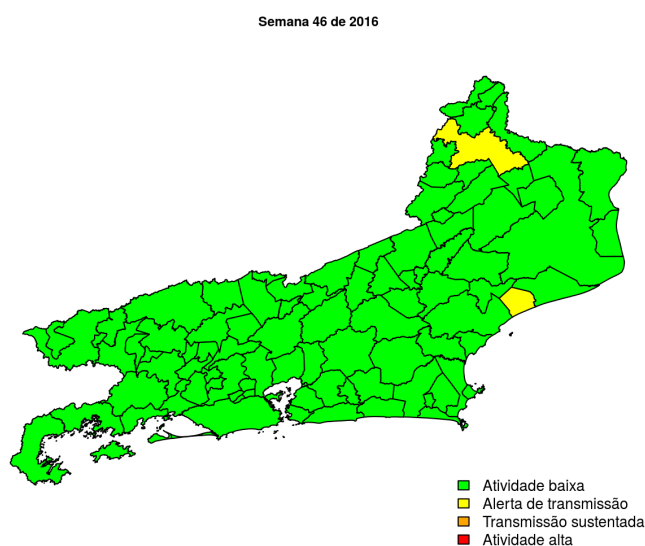 Semana 46 de 2016
Atividade baixa
Alerta de transmissão
Transmissão sustentada
Atividade alta